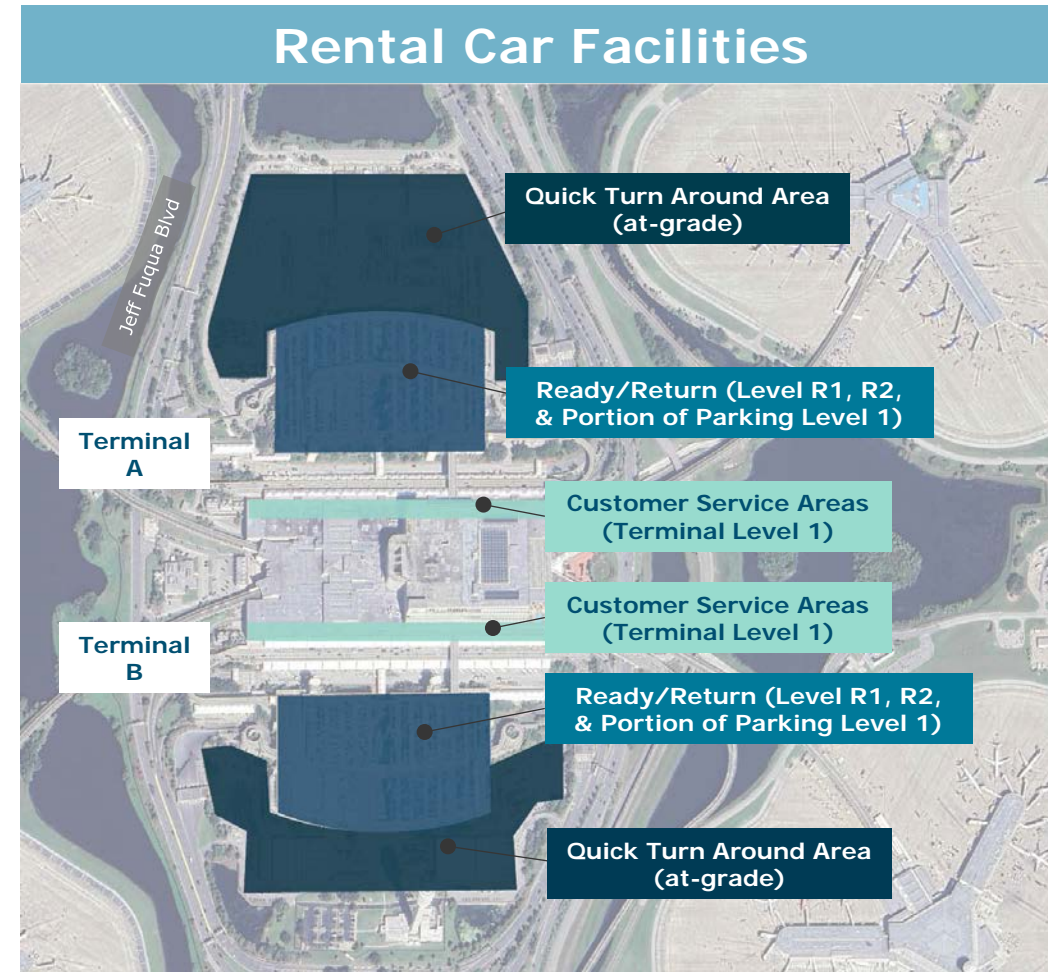 Rental Car Facilities
Quick Turn Around Area
(at-grade)
Jeff Fuqua Blvd
Ready/Return (Level R1, R2,
& Portion of Parking Level 1)
Terminal
A
Customer Service Areas
(Terminal Level 1)
Customer Service Areas
(Terminal Level 1)
Terminal
B
Ready/Return (Level R1, R2,
& Portion of Parking Level 1)
Quick Turn Around Area
(at-grade)